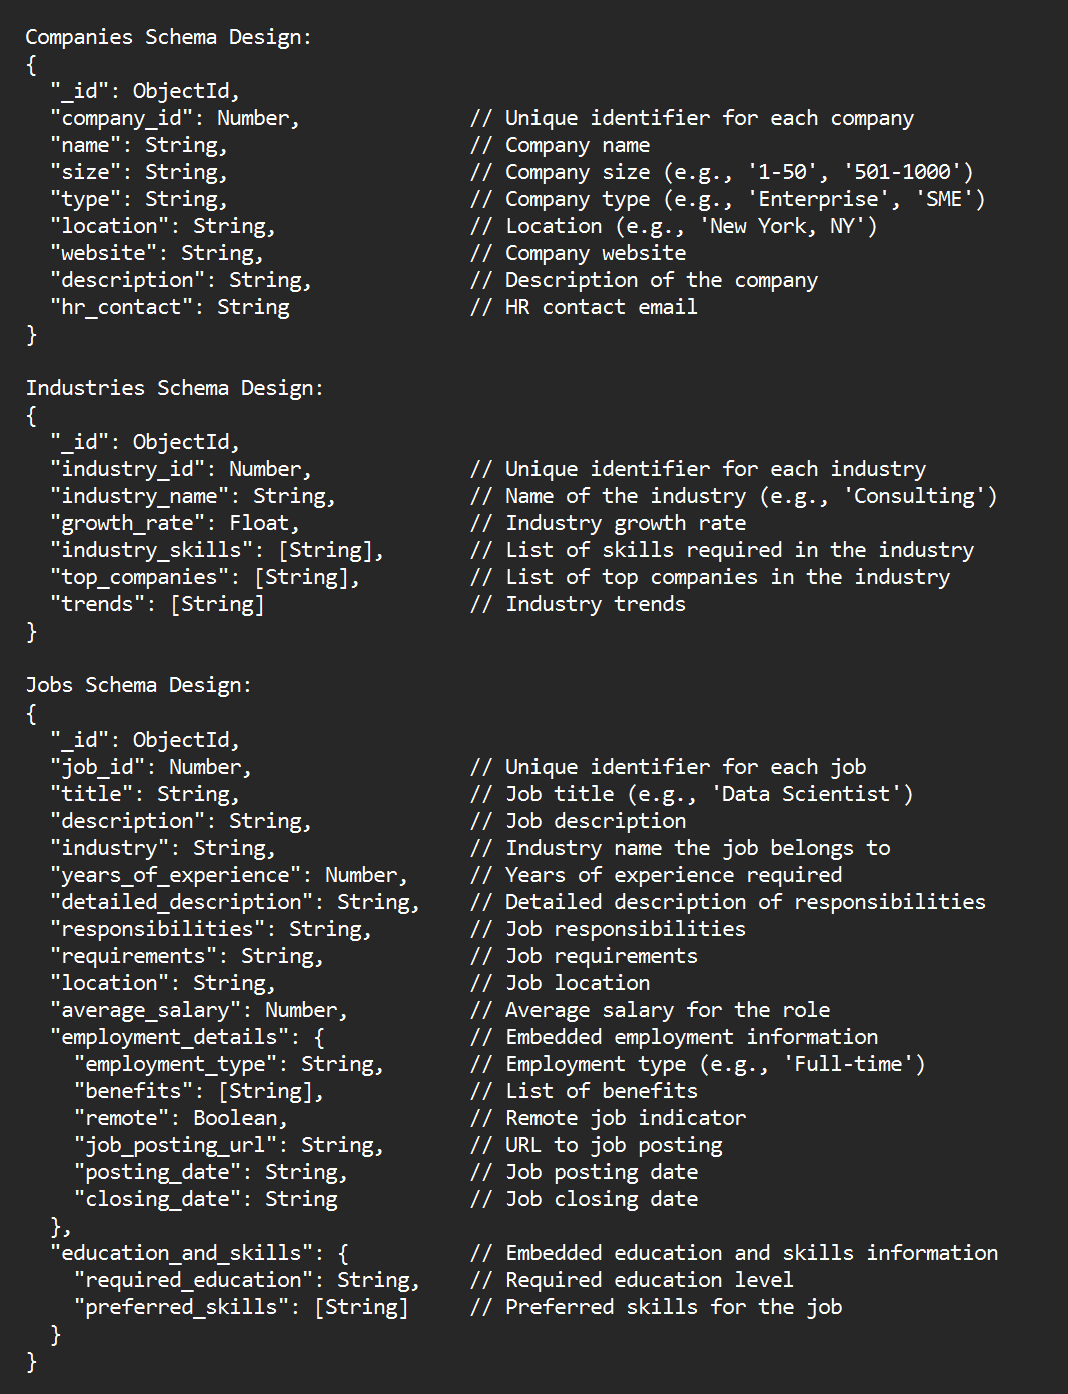 Companies Schema Design:
{
  "_id": ObjectId,
  "company_id": Number,              // Unique identifier for each company
  "name": String,                    // Company name
  "size": String,                    // Company size (e.g., '1-50', '501-1000')
  "type": String,                    // Company type (e.g., 'Enterprise', 'SME')
  "location": String,                // Location (e.g., 'New York, NY')
  "website": String,                 // Company website
  "description": String,             // Description of the company
  "hr_contact": String               // HR contact email
}

Industries Schema Design:
{
  "_id": ObjectId,
  "industry_id": Number,             // Unique identifier for each industry
  "industry_name": String,           // Name of the industry (e.g., 'Consulting')
  "growth_rate": Float,              // Industry growth rate
  "industry_skills": [String],       // List of skills required in the industry
  "top_companies": [String],         // List of top companies in the industry
  "trends": [String]                 // Industry trends
}

Jobs Schema Design:
{
  "_id": ObjectId,
  "job_id": Number,                  // Unique identifier for each job
  "title": String,                   // Job title (e.g., 'Data Scientist')
  "description": String,             // Job description
  "industry": String,                // Industry name the job belongs to
  "years_of_experience": Number,     // Years of experience required
  "detailed_description": String,    // Detailed description of responsibilities
  "responsibilities": String,        // Job responsibilities
  "requirements": String,            // Job requirements
  "location": String,                // Job location
  "average_salary": Number,          // Average salary for the role
  "employment_details": {            // Embedded employment information
    "employment_type": String,       // Employment type (e.g., 'Full-time')
    "benefits": [String],            // List of benefits
    "remote": Boolean,               // Remote job indicator
    "job_posting_url": String,       // URL to job posting
    "posting_date": String,          // Job posting date
    "closing_date": String           // Job closing date
  },
  "education_and_skills": {          // Embedded education and skills information
    "required_education": String,    // Required education level
    "preferred_skills": [String]     // Preferred skills for the job
  }
}